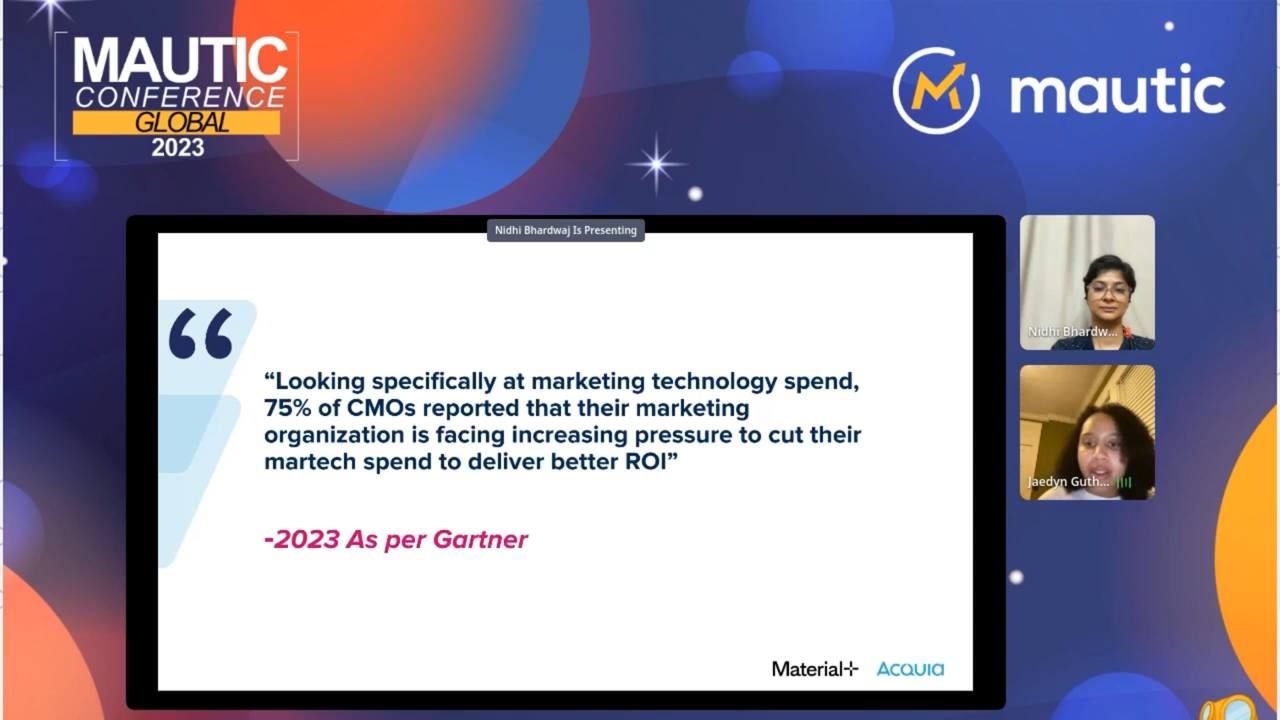 MAUTIC
CONFERENCE
GLOBAL
2023
mautic
Nidhi Bhardwaj Is Presenting
“Looking specifically at marketing technology spend,
75% of CMOs reported that their marketing
organization is facing increasing pressure to cut their
martech spend to deliver better ROI”
-2023 As per Gartner
Material+ Acquia
Nidhi Bhardw...
Jaedyn Guth...